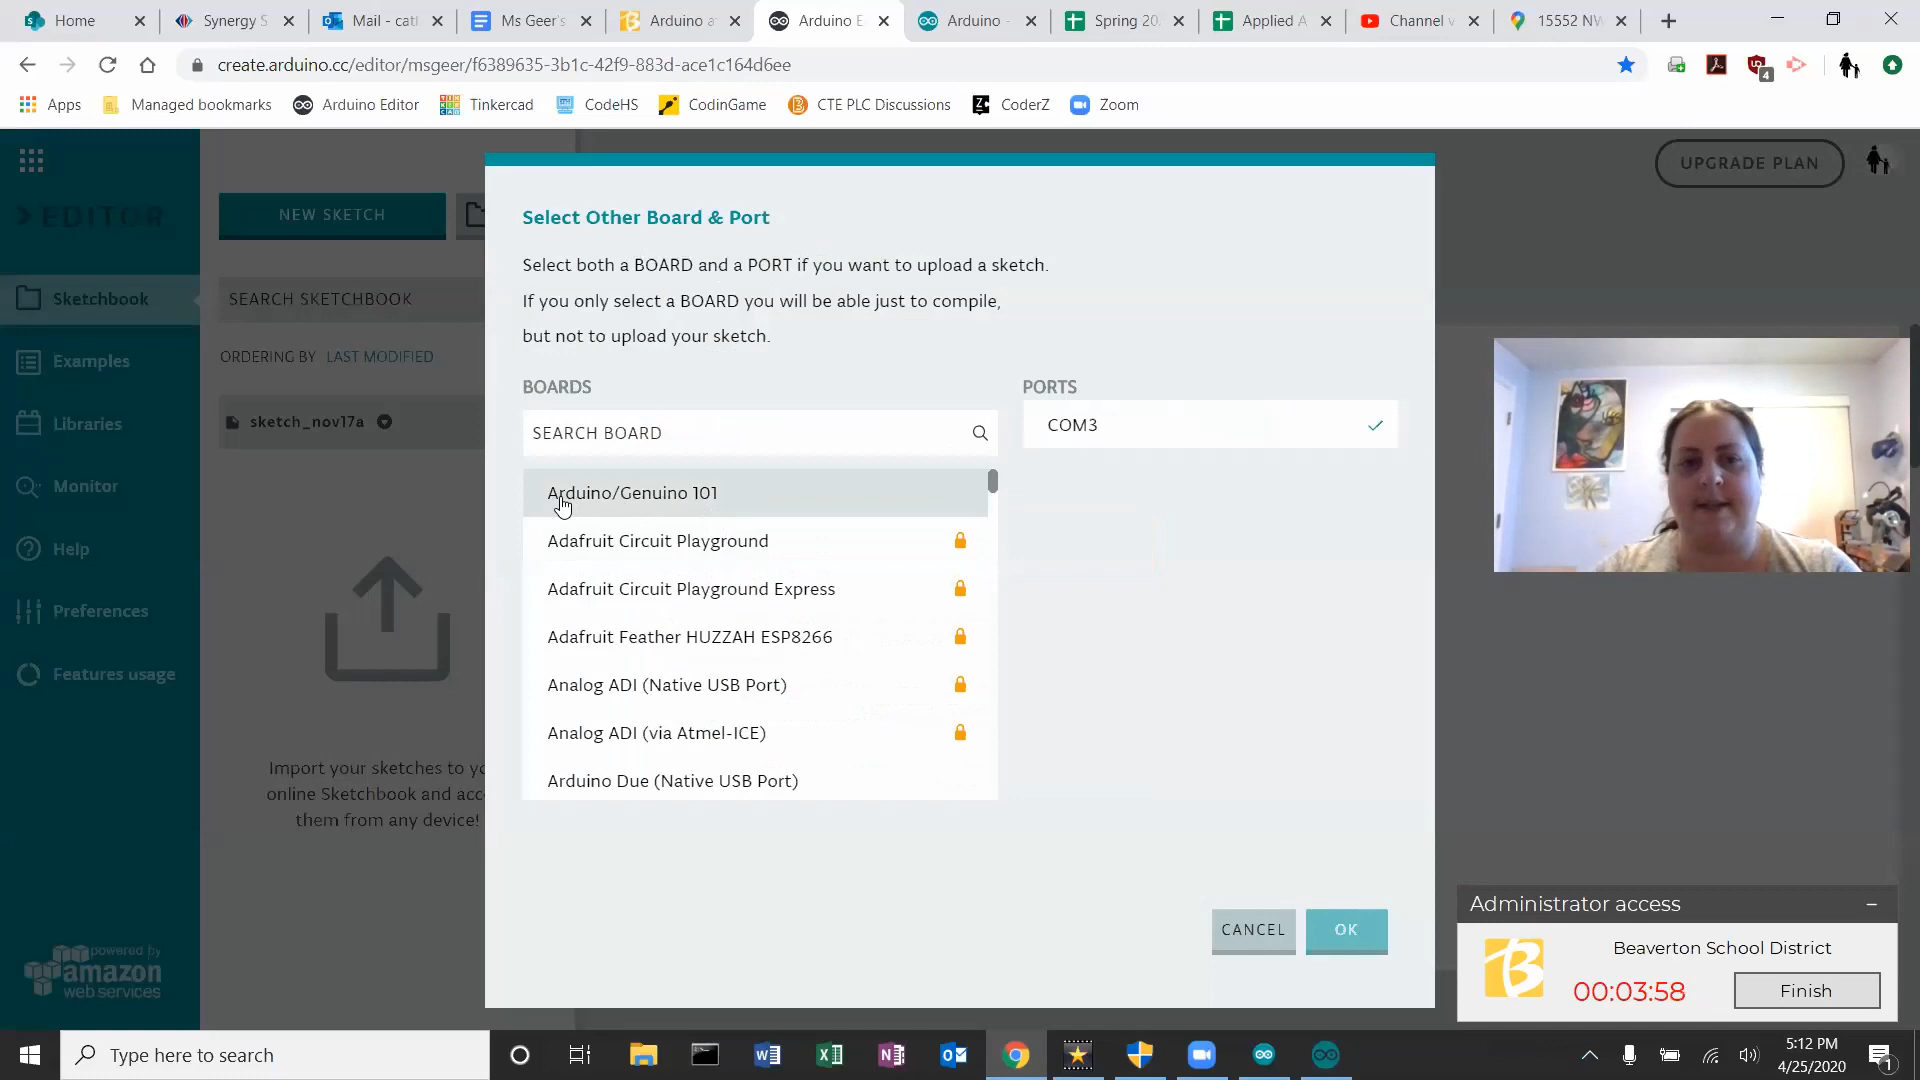 Home
Synergy S
Mail - catl
Ms Geer's
Arduino a
Arduino E
Arduino -
Spring 20
Applied A
Channel v
15552 NW
create.arduino.cc/editor/msgeer/f6389635-3b1c-42f9-883d-ace1c164d6ee
4
Apps
Managed bookmarks
Arduino Editor
Tinkercad
CodeHS
CodinGame
CTE PLC Discussions
CoderZ
Zoom
EDITOR
NEW SKETCH
UPGRADE PLAN
Sketchbook
Examples
Libraries
Monitor
Help
Preferences
Features usage
powered by
amazon
web services
SEARCH SKETCHBOOK
ORDERING BY LAST MODIFIED
sketch_nov17a
Import your sketches to yo
online Sketchbook and acc
them from any device!
Select Other Board & Port
Select both a BOARD and a PORT if you want to upload a sketch.
If you only select a BOARD you will be able just to compile,
but not to upload your sketch.
BOARDS
SEARCH BOARD
Arduino/Genuino 101
Adafruit Circuit Playground
Adafruit Circuit Playground Express
Adafruit Feather HUZZAH ESP8266
Analog ADI (Native USB Port)
Analog ADI (via Atmel-ICE)
Arduino Due (Native USB Port)
PORTS
COM3
CANCEL
OK
Administrator access
Beaverton School District
00:03:58
Finish
Type here to search
5:12 PM
4/25/2020
1